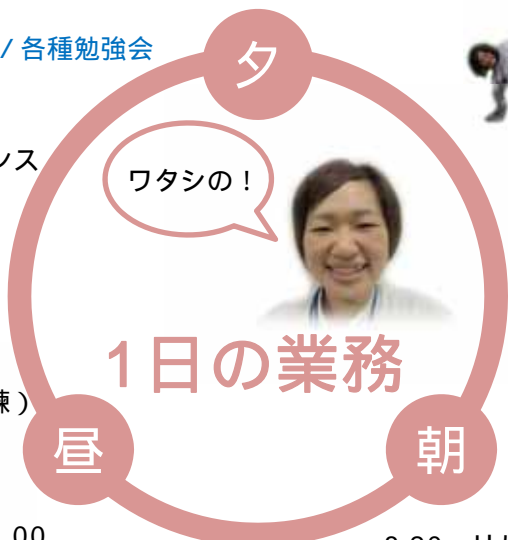 / 各種勉強会
夕
ンス
ワタシの！
1日の業務
）
昼
朝
00